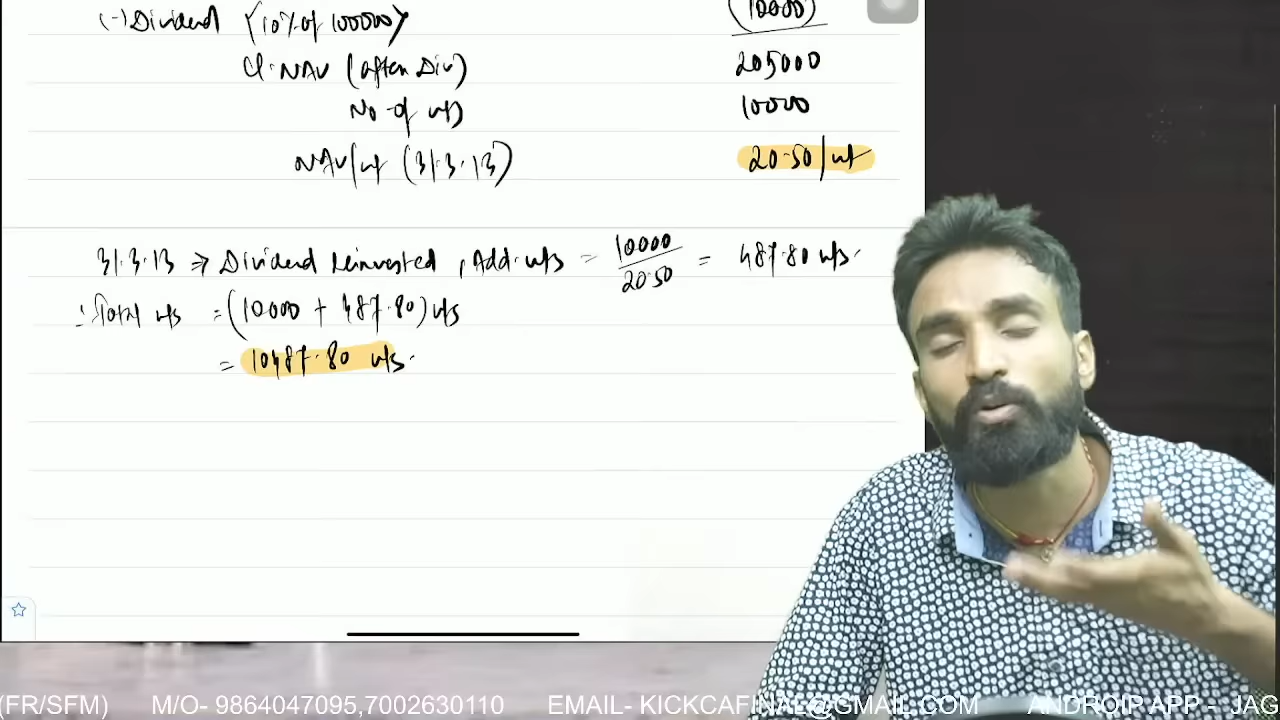 (-) Dividend {10% of 100000} (10000)
Cl. NAV (after Div) 205000
No of uts 10000
NAV/ut (31.3.13) 20.50/ut
31.3.13 ⇒ Dividend reinvested, Add. uts = 10000/20.50 = 487.80 uts.
∴ Total uts = (10000 + 487.80) uts
= 10487.80 uts.
(FR/SFM) M/O- 9864047095,7002630110 EMAIL- KICKCAFINAL@GMAIL.COM ANDROIP APP - JAG